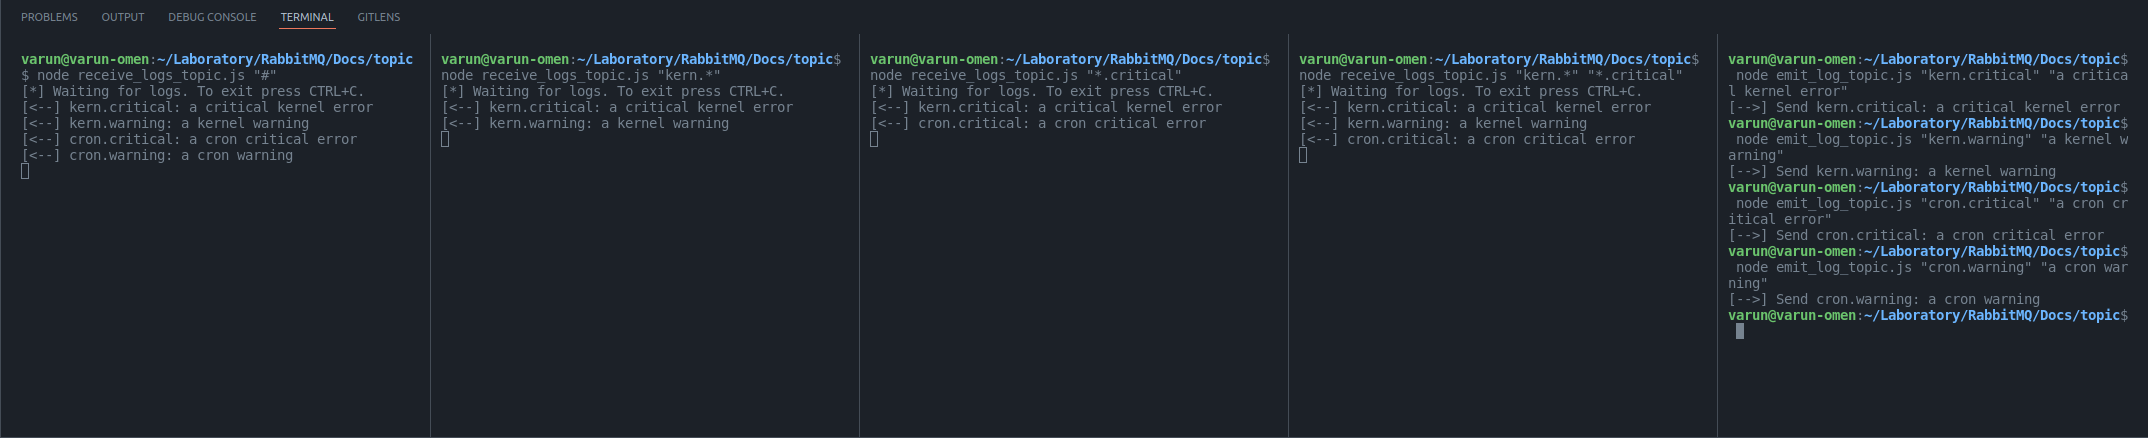 PROBLEMS OUTPUT DEBUG CONSOLE TERMINAL GITLENS
varun@varun-omen:~/Laboratory/RabbitMQ/Docs/topic
$ node receive_logs_topic.js "#"
[*] Waiting for logs. To exit press CTRL+C.
[<--] kern.critical: a critical kernel error
[<--] kern.warning: a kernel warning
[<--] cron.critical: a cron critical error
[<--] cron.warning: a cron warning
varun@varun-omen:~/Laboratory/RabbitMQ/Docs/topic$
node receive_logs_topic.js "kern.*"
[*] Waiting for logs. To exit press CTRL+C.
[<--] kern.critical: a critical kernel error
[<--] kern.warning: a kernel warning
varun@varun-omen:~/Laboratory/RabbitMQ/Docs/topic$
node receive_logs_topic.js "*.critical"
[*] Waiting for logs. To exit press CTRL+C.
[<--] kern.critical: a critical kernel error
[<--] cron.critical: a cron critical error
varun@varun-omen:~/Laboratory/RabbitMQ/Docs/topic$
node receive_logs_topic.js "kern.*" "*.critical"
[*] Waiting for logs. To exit press CTRL+C.
[<--] kern.critical: a critical kernel error
[<--] kern.warning: a kernel warning
[<--] cron.critical: a cron critical error
varun@varun-omen:~/Laboratory/RabbitMQ/Docs/topic$
node emit_log_topic.js "kern.critical" "a critica
l kernel error"
[-->] Send kern.critical: a critical kernel error
varun@varun-omen:~/Laboratory/RabbitMQ/Docs/topic$
node emit_log_topic.js "kern.warning" "a kernel w
arning"
[-->] Send kern.warning: a kernel warning
varun@varun-omen:~/Laboratory/RabbitMQ/Docs/topic$
node emit_log_topic.js "cron.critical" "a cron cr
itical error"
[-->] Send cron.critical: a cron critical error
varun@varun-omen:~/Laboratory/RabbitMQ/Docs/topic$
node emit_log_topic.js "cron.warning" "a cron war
ning"
[-->] Send cron.warning: a cron warning
varun@varun-omen:~/Laboratory/RabbitMQ/Docs/topic$